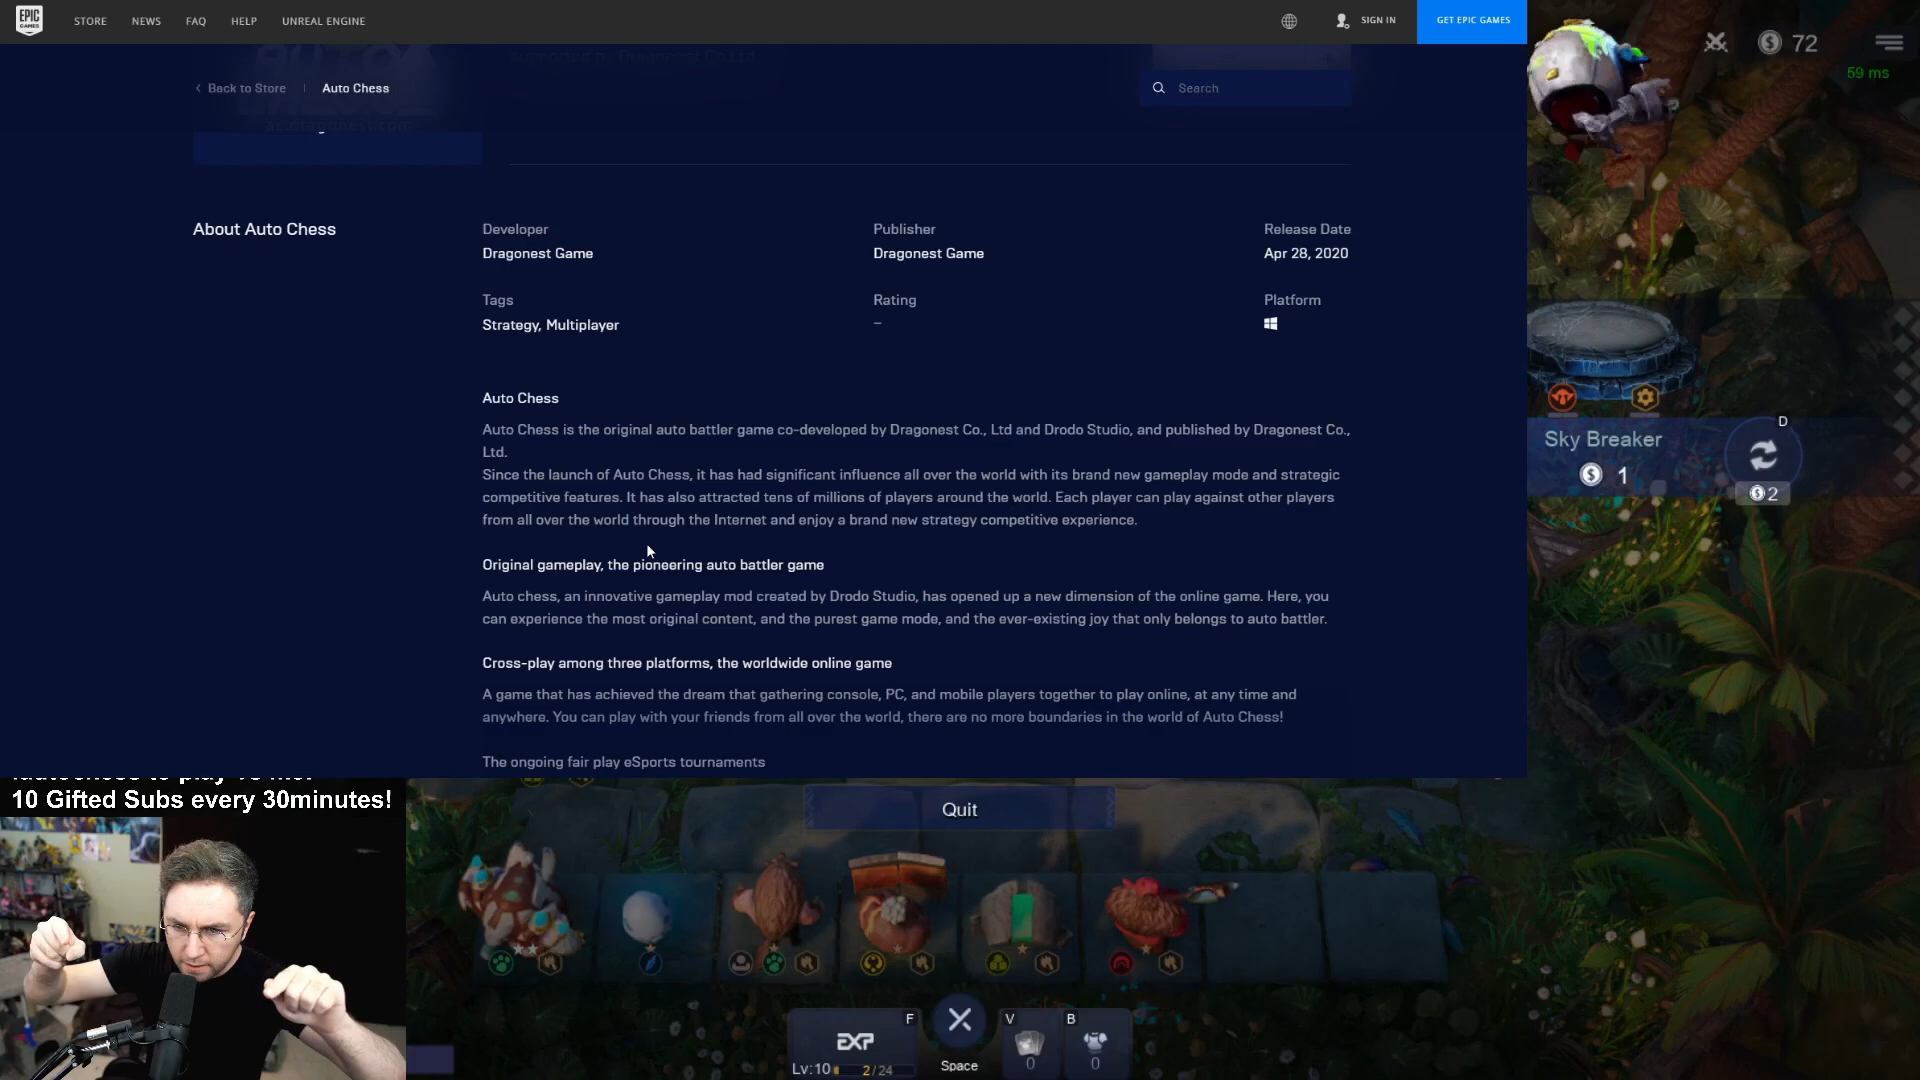 EPIC GAMES
STORE NEWS FAQ HELP UNREAL ENGINE
SIGN IN
GET EPIC GAMES
72
59 ms
supported by Dragonest Co.Ltd
Back to Store
Auto Chess
Search
ac.dragonest.com
About Auto Chess
Developer
Dragonest Game
Publisher
Dragonest Game
Release Date
Apr 28, 2020
Tags
Strategy, Multiplayer
Rating
–
Platform
Auto Chess
Auto Chess is the original auto battler game co-developed by Dragonest Co., Ltd and Drodo Studio, and published by Dragonest Co.,
Ltd.
Since the launch of Auto Chess, it has had significant influence all over the world with its brand new gameplay mode and strategic
competitive features. It has also attracted tens of millions of players around the world. Each player can play against other players
from all over the world through the Internet and enjoy a brand new strategy competitive experience.
Original gameplay, the pioneering auto battler game
Auto chess, an innovative gameplay mod created by Drodo Studio, has opened up a new dimension of the online game. Here, you
can experience the most original content, and the purest game mode, and the ever-existing joy that only belongs to auto battler.
Cross-play among three platforms, the worldwide online game
A game that has achieved the dream that gathering console, PC, and mobile players together to play online, at any time and
anywhere. You can play with your friends from all over the world, there are no more boundaries in the world of Auto Chess!
The ongoing fair play eSports tournaments
Sky Breaker
1
D
2
10 Gifted Subs every 30minutes!
Quit
F
EXP
Lv:10 2/24
Space
V
0
B
0